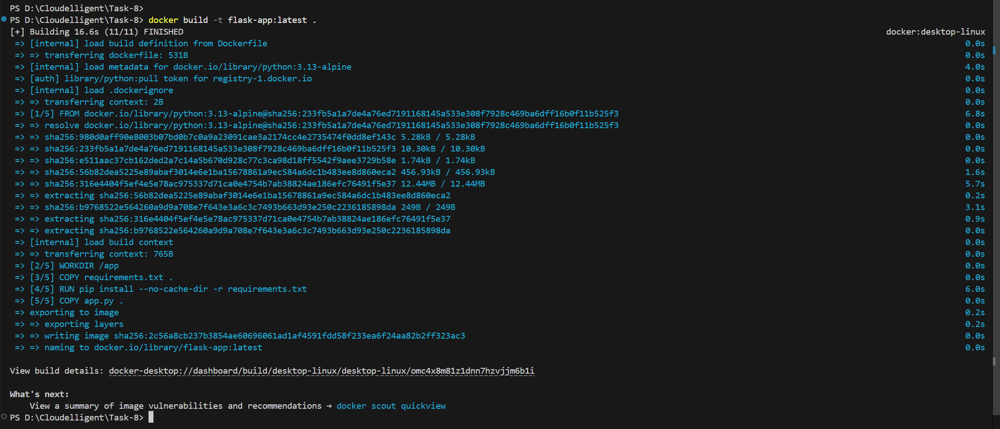 PS D:\Cloudelligent\Task-8>
PS D:\Cloudelligent\Task-8> docker build -t flask-app:latest .
[+] Building 16.6s (11/11) FINISHED docker:desktop-linux
=> [internal] load build definition from Dockerfile 0.0s
=> => transferring dockerfile: 531B 0.0s
=> [internal] load metadata for docker.io/library/python:3.13-alpine 4.0s
=> [auth] library/python:pull token for registry-1.docker.io 0.0s
=> [internal] load .dockerignore 0.0s
=> => transferring context: 2B 0.0s
=> [1/5] FROM docker.io/library/python:3.13-alpine@sha256:233fb5a1a7de4a76ed7191168145a533e308f7928c469ba6dff16b0f11b525f3 6.8s
=> => resolve docker.io/library/python:3.13-alpine@sha256:233fb5a1a7de4a76ed7191168145a533e308f7928c469ba6dff16b0f11b525f3 0.0s
=> => sha256:980d0aff90e8003b07bd0b7c0a9a23091cae3a2174cc4e2735474f0dd8ef143c 5.28kB / 5.28kB 0.0s
=> => sha256:233fb5a1a7de4a76ed7191168145a533e308f7928c469ba6dff16b0f11b525f3 10.30kB / 10.30kB 0.0s
=> => sha256:e511aac37cb162ded2a7c14a5b670d928c77c3ca98d18ff5542f9aee3729b58e 1.74kB / 1.74kB 0.0s
=> => sha256:56b82dea5225e89abaf3014e6e1ba15678861a9ec584a6dc1b483ee8d860eca2 456.93kB / 456.93kB 1.6s
=> => sha256:316e4404f5ef4e5e78ac975337d71ca0e4754b7ab38824ae186efc76491f5e37 12.44MB / 12.44MB 5.7s
=> => extracting sha256:56b82dea5225e89abaf3014e6e1ba15678861a9ec584a6dc1b483ee8d860eca2 0.2s
=> => sha256:b9768522e564260a9d9a708e7f643e3a6c3c7493b663d93e250c2236185898da 249B / 249B 3.1s
=> => extracting sha256:316e4404f5ef4e5e78ac975337d71ca0e4754b7ab38824ae186efc76491f5e37 0.9s
=> => extracting sha256:b9768522e564260a9d9a708e7f643e3a6c3c7493b663d93e250c2236185898da 0.0s
=> [internal] load build context 0.0s
=> => transferring context: 765B 0.0s
=> [2/5] WORKDIR /app 0.0s
=> [3/5] COPY requirements.txt . 0.0s
=> [4/5] RUN pip install --no-cache-dir -r requirements.txt 6.0s
=> [5/5] COPY app.py . 0.0s
=> exporting to image 0.2s
=> => exporting layers 0.2s
=> => writing image sha256:2c56a8cb237b3854ae60696061ad1af4591fdd58f233ea6f24aa82b2ff323ac3 0.0s
=> => naming to docker.io/library/flask-app:latest 0.0s
View build details: docker-desktop://dashboard/build/desktop-linux/desktop-linux/omc4x8m81z1dnn7hzvjjm6b1i
What's next:
View a summary of image vulnerabilities and recommendations → docker scout quickview
PS D:\Cloudelligent\Task-8>